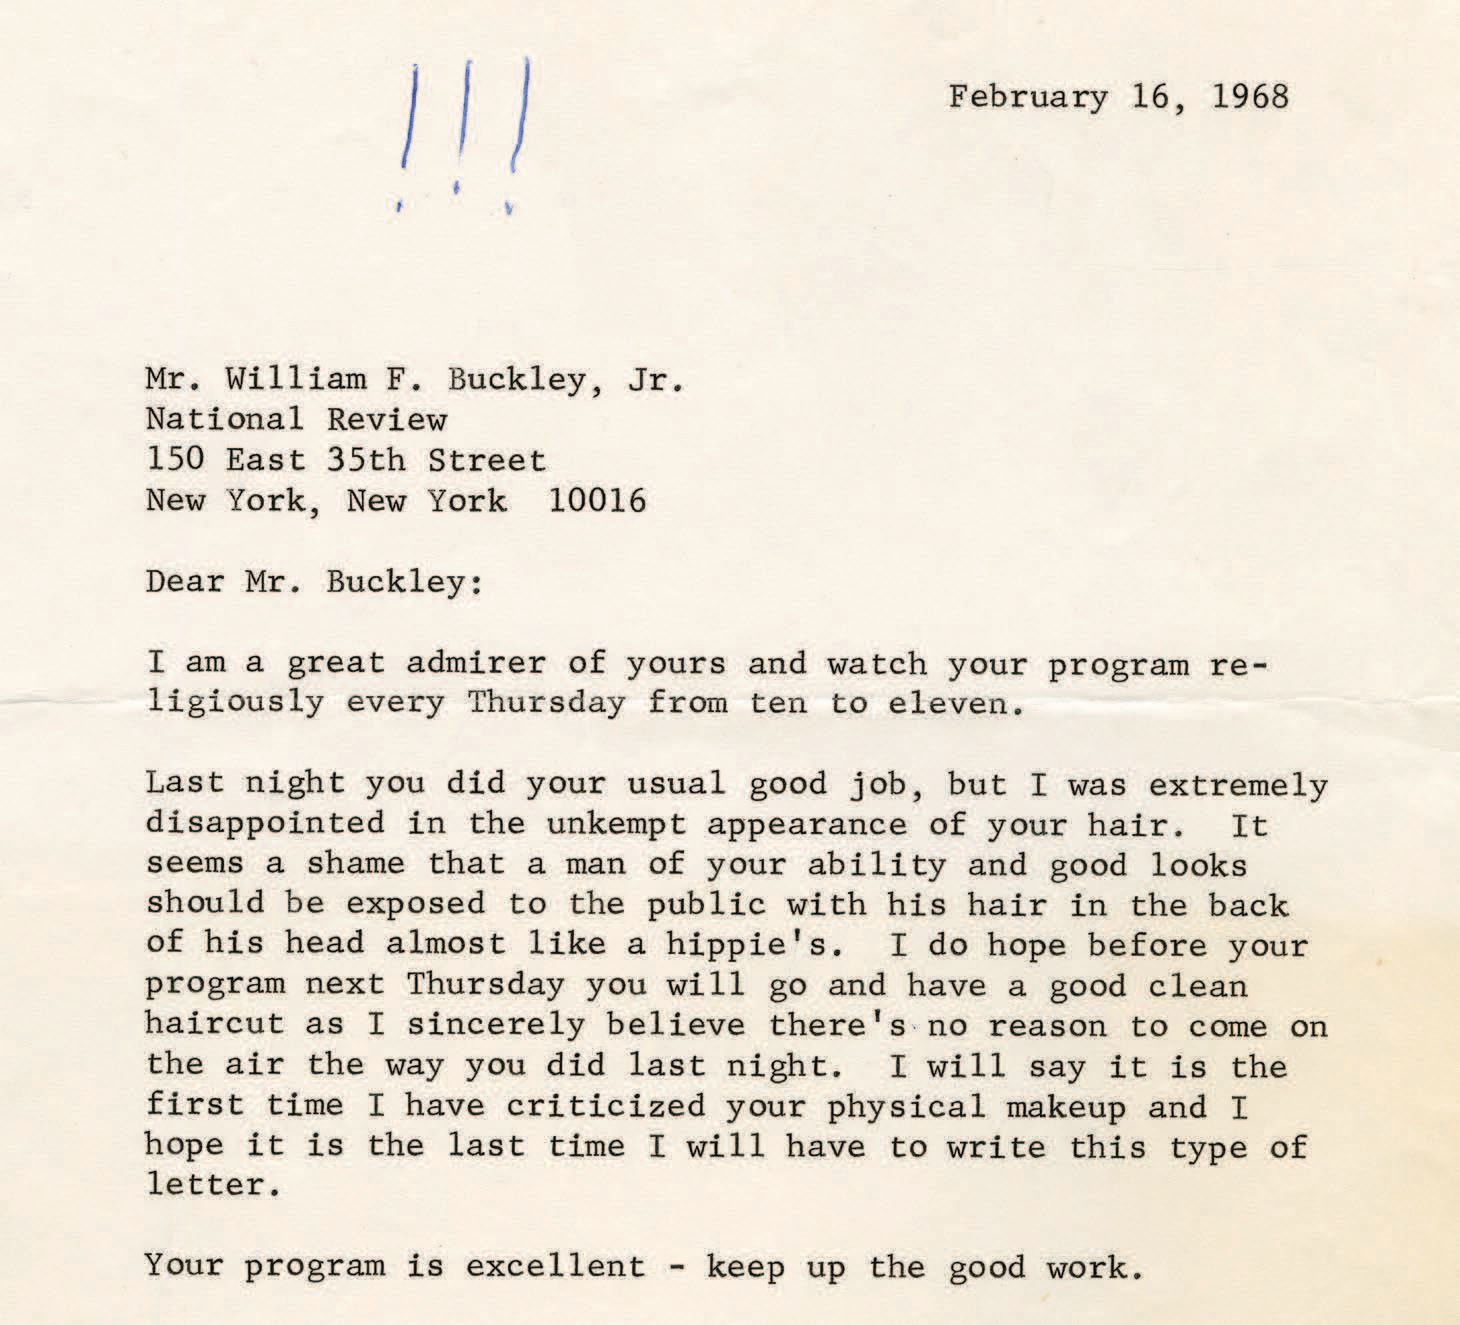 !!!
February 16, 1968
Mr. William F. Buckley, Jr.
National Review
150 East 35th Street
New York, New York  10016
Dear Mr. Buckley:
I am a great admirer of yours and watch your program re-
ligiously every Thursday from ten to eleven.
Last night you did your usual good job, but I was extremely
disappointed in the unkempt appearance of your hair.  It
seems a shame that a man of your ability and good looks
should be exposed to the public with his hair in the back
of his head almost like a hippie's.  I do hope before your
program next Thursday you will go and have a good clean
haircut as I sincerely believe there's no reason to come on
the air the way you did last night.  I will say it is the
first time I have criticized your physical makeup and I
hope it is the last time I will have to write this type of
letter.
Your program is excellent - keep up the good work.